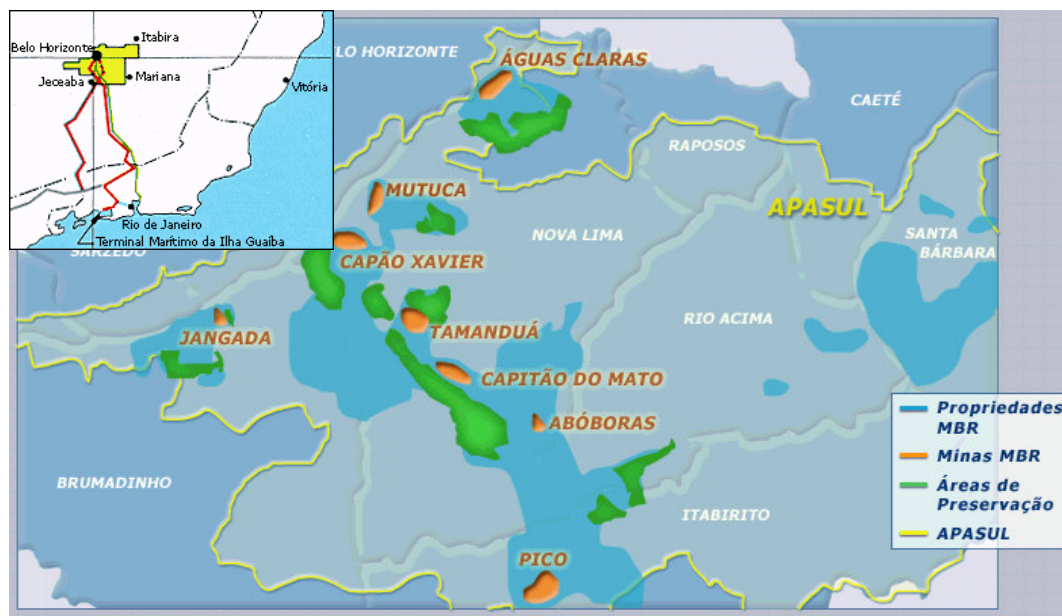 Itabira
Belo Horizonte
Jeceaba
Mariana
Vitória
Rio de Janeiro
Terminal Marítimo da Ilha Guaíba
BELO HORIZONTE
ÁGUAS CLARAS
CAETÉ
RAPOSOS
MUTUCA
APASUL
NOVA LIMA
SANTA
BÁRBARA
SARZEDO
CAPÃO XAVIER
JANGADA
TAMANDUÁ
RIO ACIMA
CAPITÃO DO MATO
ABÓBORAS
BRUMADINHO
ITABIRITO
PICO
Propriedades
MBR
Minas MBR
Áreas de
Preservação
APASUL